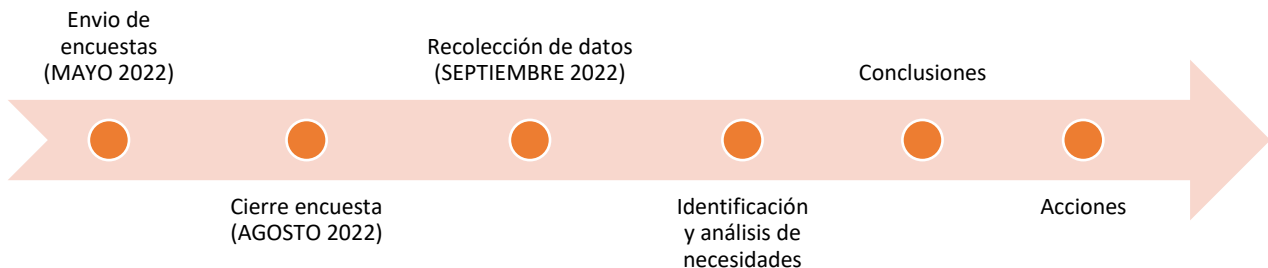 Envio de
encuestas
(MAYO 2022)
Cierre encuesta
(AGOSTO 2022)
Recolección de datos
(SEPTIEMBRE 2022)
Identificación
y análisis de
necesidades
Conclusiones
Acciones